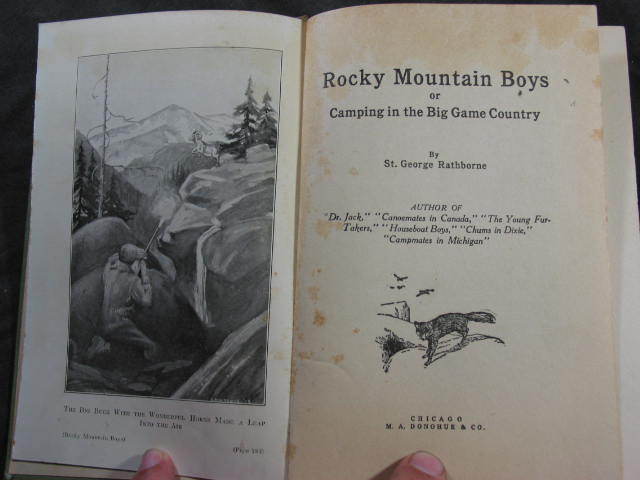 The Big Buck With the Wonderful Horns Made a Leap
Into the Air
(Rocky Mountain Boys)
Rocky Mountain Boys
or
Camping in the Big Game Country
By
St. George Rathborne
AUTHOR OF
"Dr. Jack," "Canoemates in Canada," "The Young Fur-
Takers," "Houseboat Boys," "Chums in Dixie,"
"Campmates in Michigan"
CHICAGO
M. A. DONOHUE & CO.